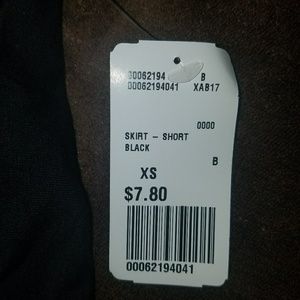 00062194 B
00062194041 XAB17
0000
SKIRT – SHORT
BLACK
B
XS
$7.80
00062194041